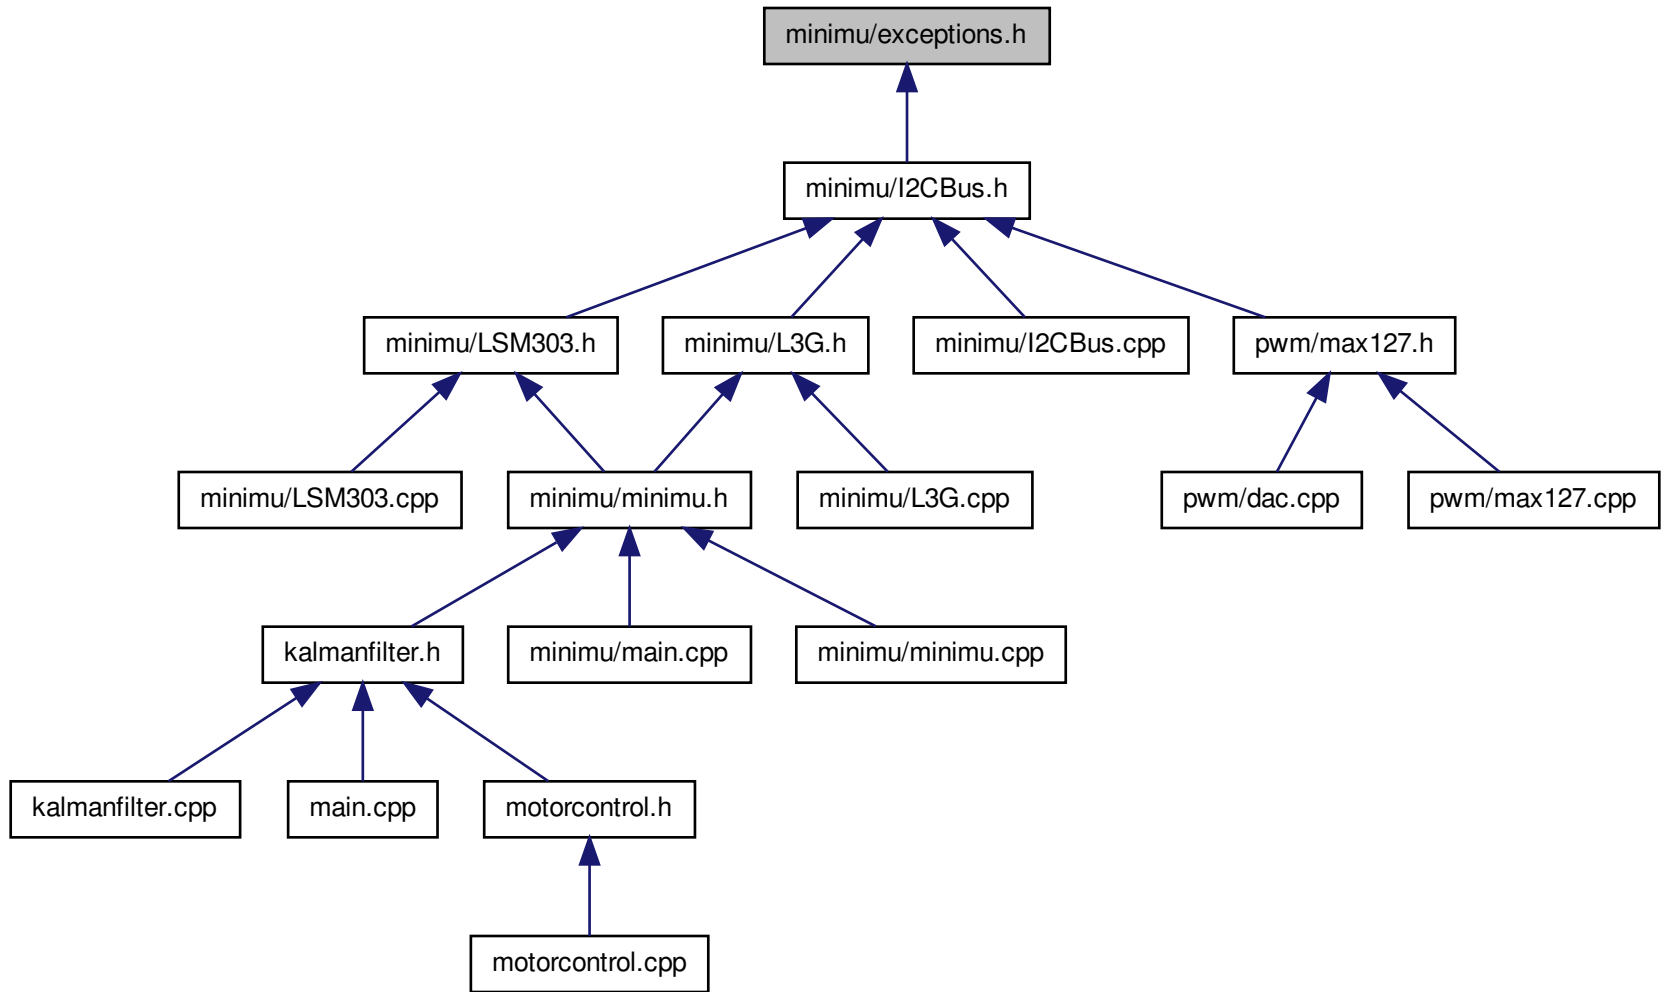 minimu/exceptions.h
minimu/I2CBus.h
minimu/LSM303.h
minimu/L3G.h
minimu/I2CBus.cpp
pwm/max127.h
minimu/LSM303.cpp
minimu/minimu.h
minimu/L3G.cpp
pwm/dac.cpp
pwm/max127.cpp
kalmanfilter.h
minimu/main.cpp
minimu/minimu.cpp
kalmanfilter.cpp
main.cpp
motorcontrol.h
motorcontrol.cpp